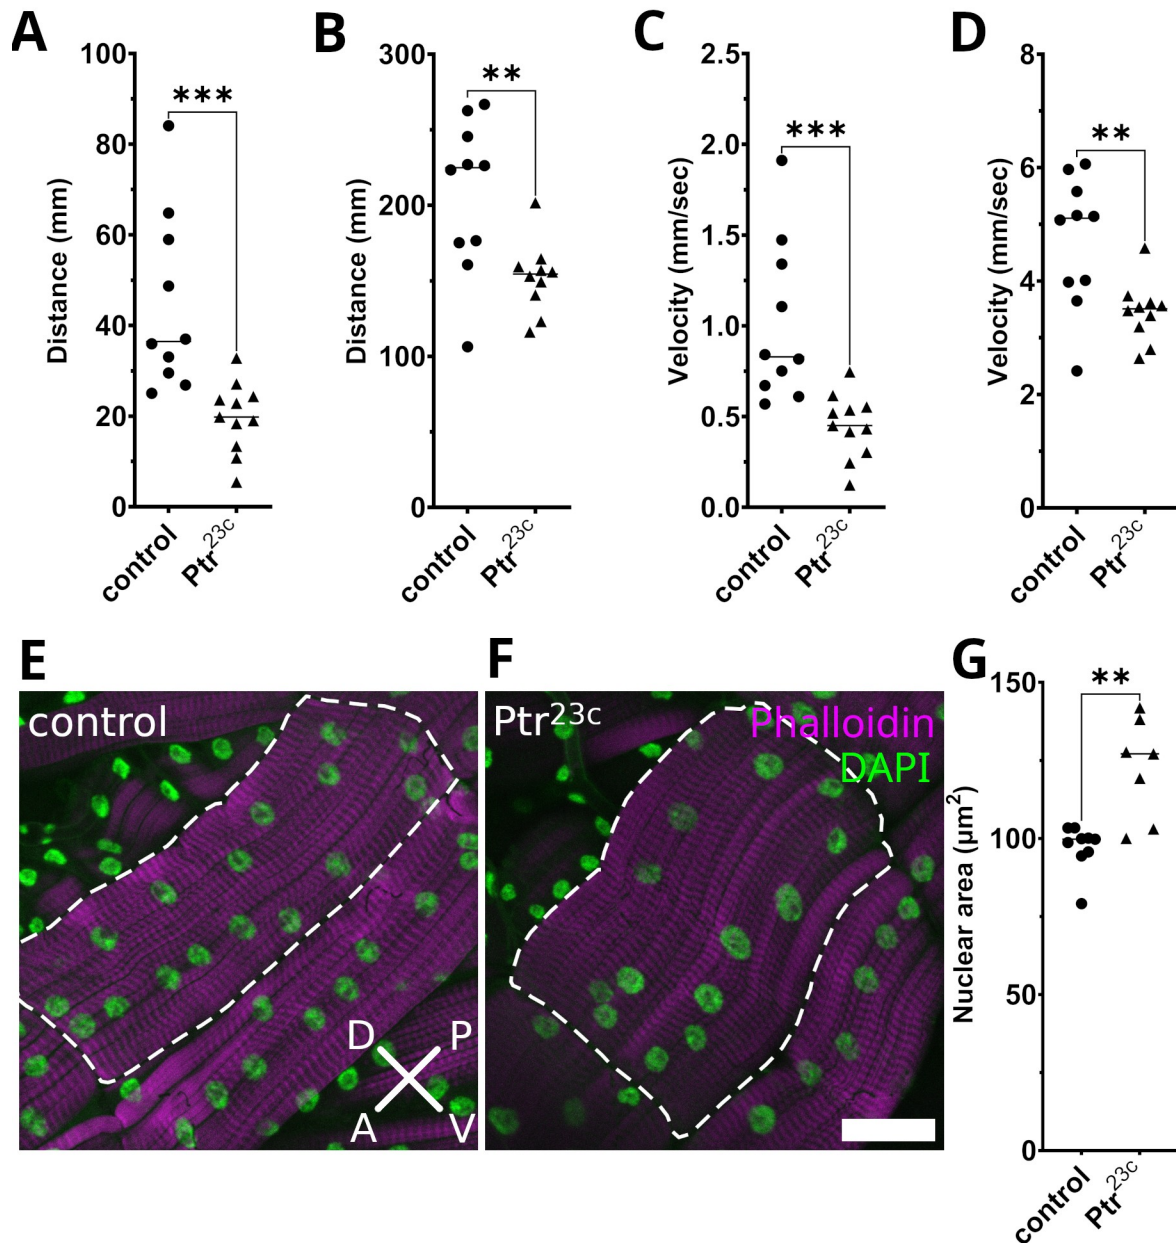 A
B
C
D
100
80
60
40
20
0
Distance (mm)
***
control
Ptr23c
300
200
100
0
Distance (mm)
**
control
Ptr23c
2.5
2.0
1.5
1.0
0.5
0.0
Velocity (mm/sec)
***
control
Ptr23c
8
6
4
2
0
Velocity (mm/sec)
**
control
Ptr23c
E
control
D
P
A
V
F
Ptr23c
Phalloidin
DAPI
G
150
100
50
0
Nuclear area (µm²)
**
control
Ptr23c